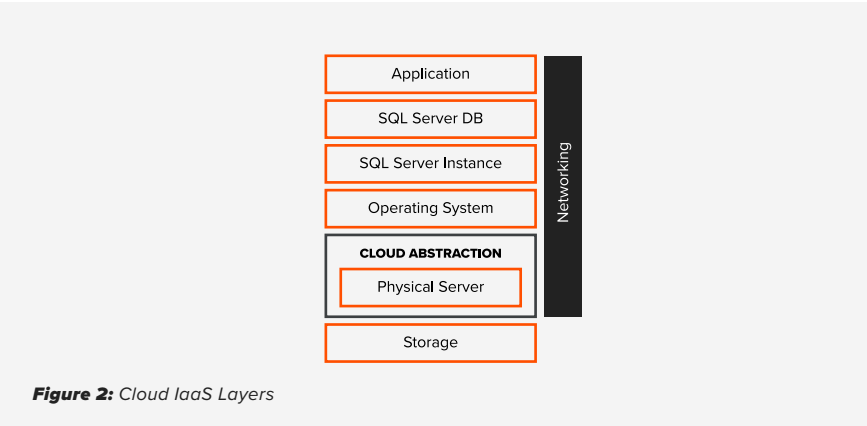 Application
SQL Server DB
SQL Server Instance
Operating System
CLOUD ABSTRACTION
Physical Server
Storage
Networking
Figure 2: Cloud IaaS Layers